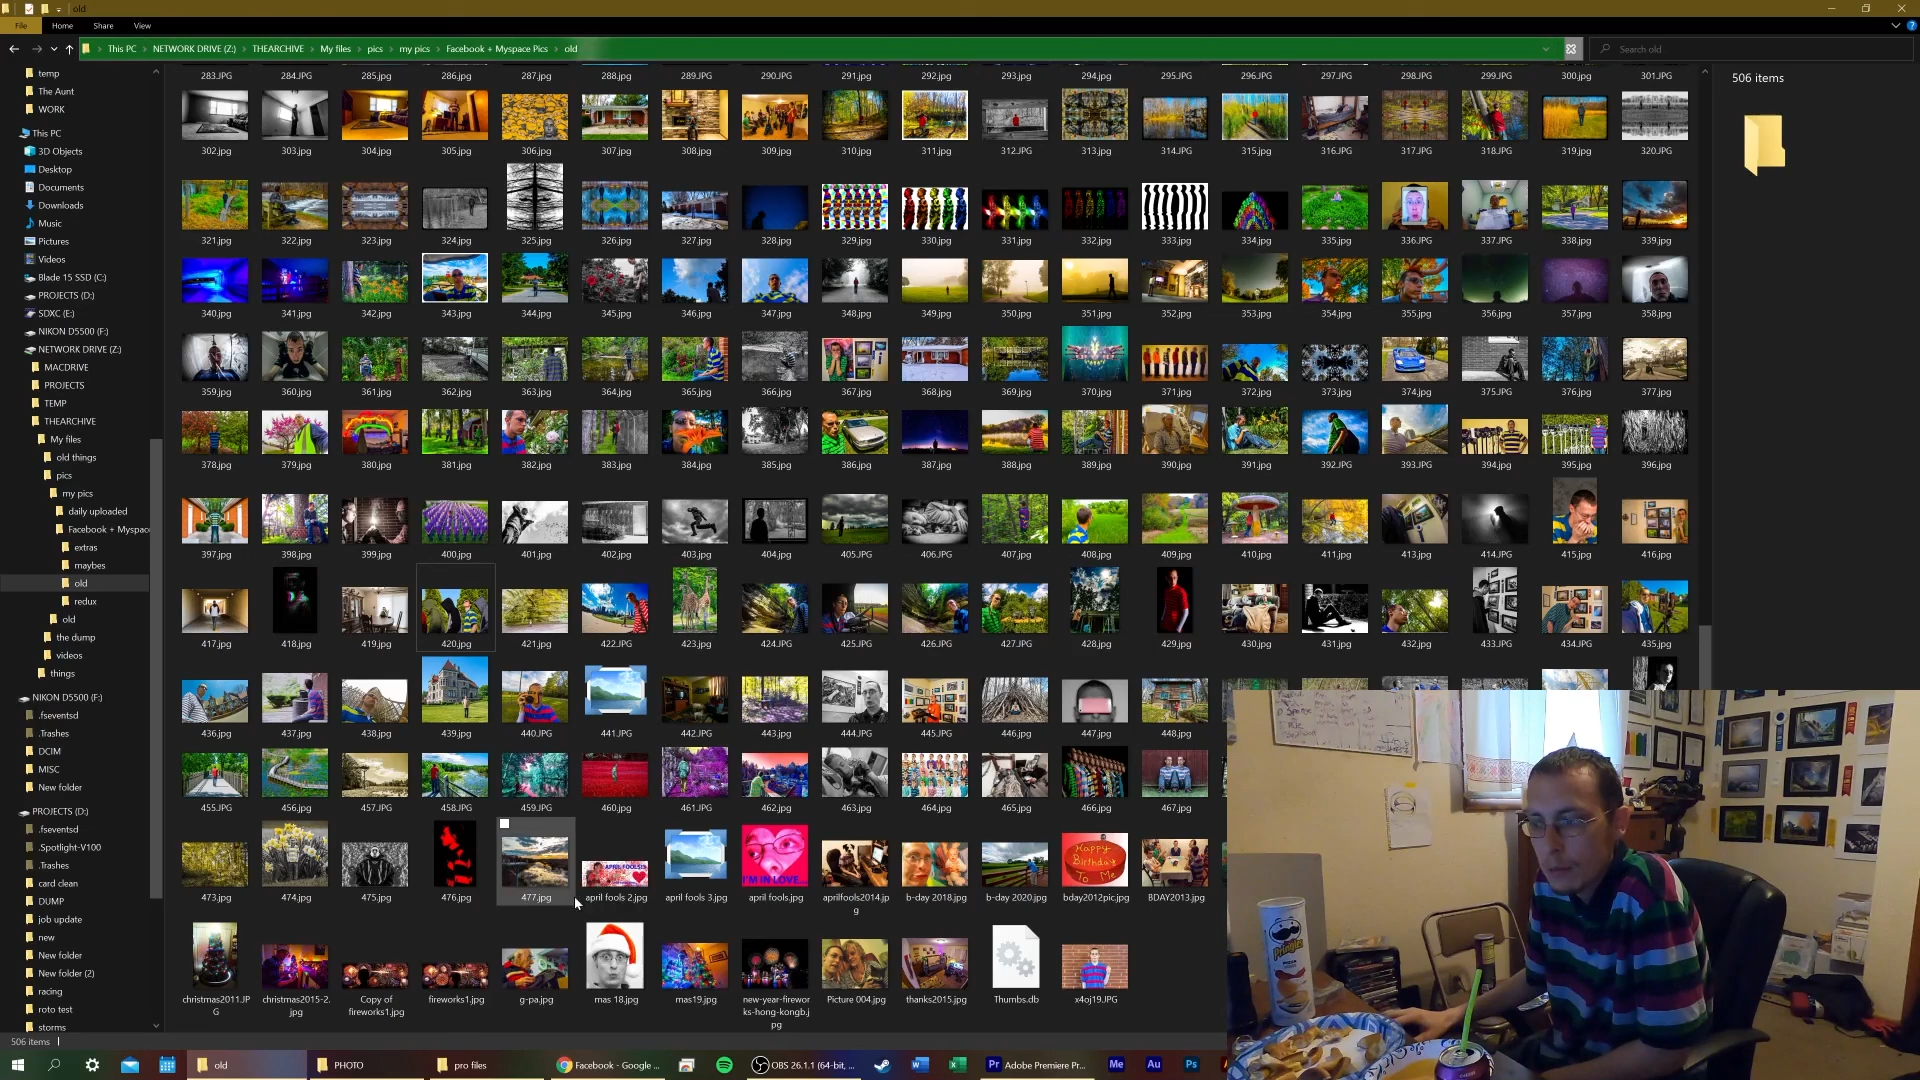 old
File Home Share View
This PC NETWORK DRIVE (Z:) THEARCHIVE My files pics my pics Facebook + Myspace Pics old
Search old
temp
The Aunt
WORK
This PC
3D Objects
Desktop
Documents
Downloads
Music
Pictures
Videos
Blade 15 SSD (C:)
PROJECTS (D:)
SDXC (E:)
NIKON D5500 (F:)
NETWORK DRIVE (Z:)
MACDRIVE
PROJECTS
TEMP
THEARCHIVE
My files
old things
pics
my pics
daily uploaded
Facebook + Myspace
extras
maybes
old
redux
old
the dump
videos
things
NIKON D5500 (F:)
.fseventsd
.Trashes
DCIM
MISC
New folder
PROJECTS (D:)
.fseventsd
.Spotlight-V100
.Trashes
card clean
DUMP
job update
new
New folder
New folder (2)
racing
roto test
storms
283.JPG 284.JPG 285.jpg 286.jpg 287.jpg 288.jpg 289.JPG 290.JPG 291.jpg 292.jpg 293.jpg 294.jpg 295.JPG 296.JPG 297.JPG 298.JPG 299.JPG 300.jpg 301.JPG
302.jpg 303.jpg 304.jpg 305.jpg 306.jpg 307.jpg 308.jpg 309.jpg 310.jpg 311.jpg 312.JPG 313.jpg 314.JPG 315.jpg 316.JPG 317.JPG 318.JPG 319.jpg 320.JPG
321.jpg 322.jpg 323.jpg 324.jpg 325.jpg 326.jpg 327.jpg 328.jpg 329.jpg 330.jpg 331.jpg 332.jpg 333.jpg 334.jpg 335.jpg 336.JPG 337.JPG 338.jpg 339.jpg
340.jpg 341.jpg 342.jpg 343.jpg 344.jpg 345.jpg 346.jpg 347.jpg 348.jpg 349.jpg 350.jpg 351.jpg 352.jpg 353.jpg 354.jpg 355.jpg 356.jpg 357.jpg 358.jpg
359.jpg 360.jpg 361.jpg 362.jpg 363.jpg 364.jpg 365.jpg 366.jpg 367.jpg 368.jpg 369.jpg 370.jpg 371.jpg 372.jpg 373.jpg 374.jpg 375.JPG 376.jpg 377.jpg
378.jpg 379.jpg 380.jpg 381.jpg 382.jpg 383.jpg 384.jpg 385.jpg 386.jpg 387.jpg 388.jpg 389.jpg 390.jpg 391.jpg 392.JPG 393.JPG 394.jpg 395.jpg 396.jpg
397.jpg 398.jpg 399.jpg 400.jpg 401.jpg 402.jpg 403.jpg 404.jpg 405.JPG 406.JPG 407.jpg 408.jpg 409.jpg 410.jpg 411.jpg 413.jpg 414.JPG 415.jpg 416.jpg
417.jpg 418.jpg 419.jpg 420.jpg 421.jpg 422.JPG 423.jpg 424.JPG 425.JPG 426.JPG 427.JPG 428.jpg 429.jpg 430.jpg 431.jpg 432.jpg 433.JPG 434.JPG 435.jpg
436.jpg 437.jpg 438.jpg 439.jpg 440.JPG 441.JPG 442.JPG 443.jpg 444.JPG 445.JPG 446.jpg 447.jpg 448.jpg
455.JPG 456.jpg 457.JPG 458.JPG 459.JPG 460.jpg 461.JPG 462.jpg 463.jpg 464.jpg 465.jpg 466.jpg 467.jpg
APRIL FOOLS!!
I'M IN LOVE...
Happy Birthday To Me
473.jpg 474.jpg 475.jpg 476.jpg 477.jpg april fools 2.jpg april fools 3.jpg april fools.jpg aprilfools2014.jp b-day 2018.jpg b-day 2020.jpg bday2012pic.jpg BDAY2013.jpg
g
christmas2011.JP christmas2015-2. Copy of fireworks1.jpg g-pa.jpg mas 18.jpg mas19.jpg new-year-firewor Picture 004.jpg thanks2015.jpg Thumbs.db x4oj19.JPG
G jpg fireworks1.jpg ks-hong-kongb.j
pg
506 items
Pringles
506 items
old PHOTO pro files Facebook - Google ... OBS 26.1.1 (64-bit, ... Adobe Premiere Pr... Me Au Ps